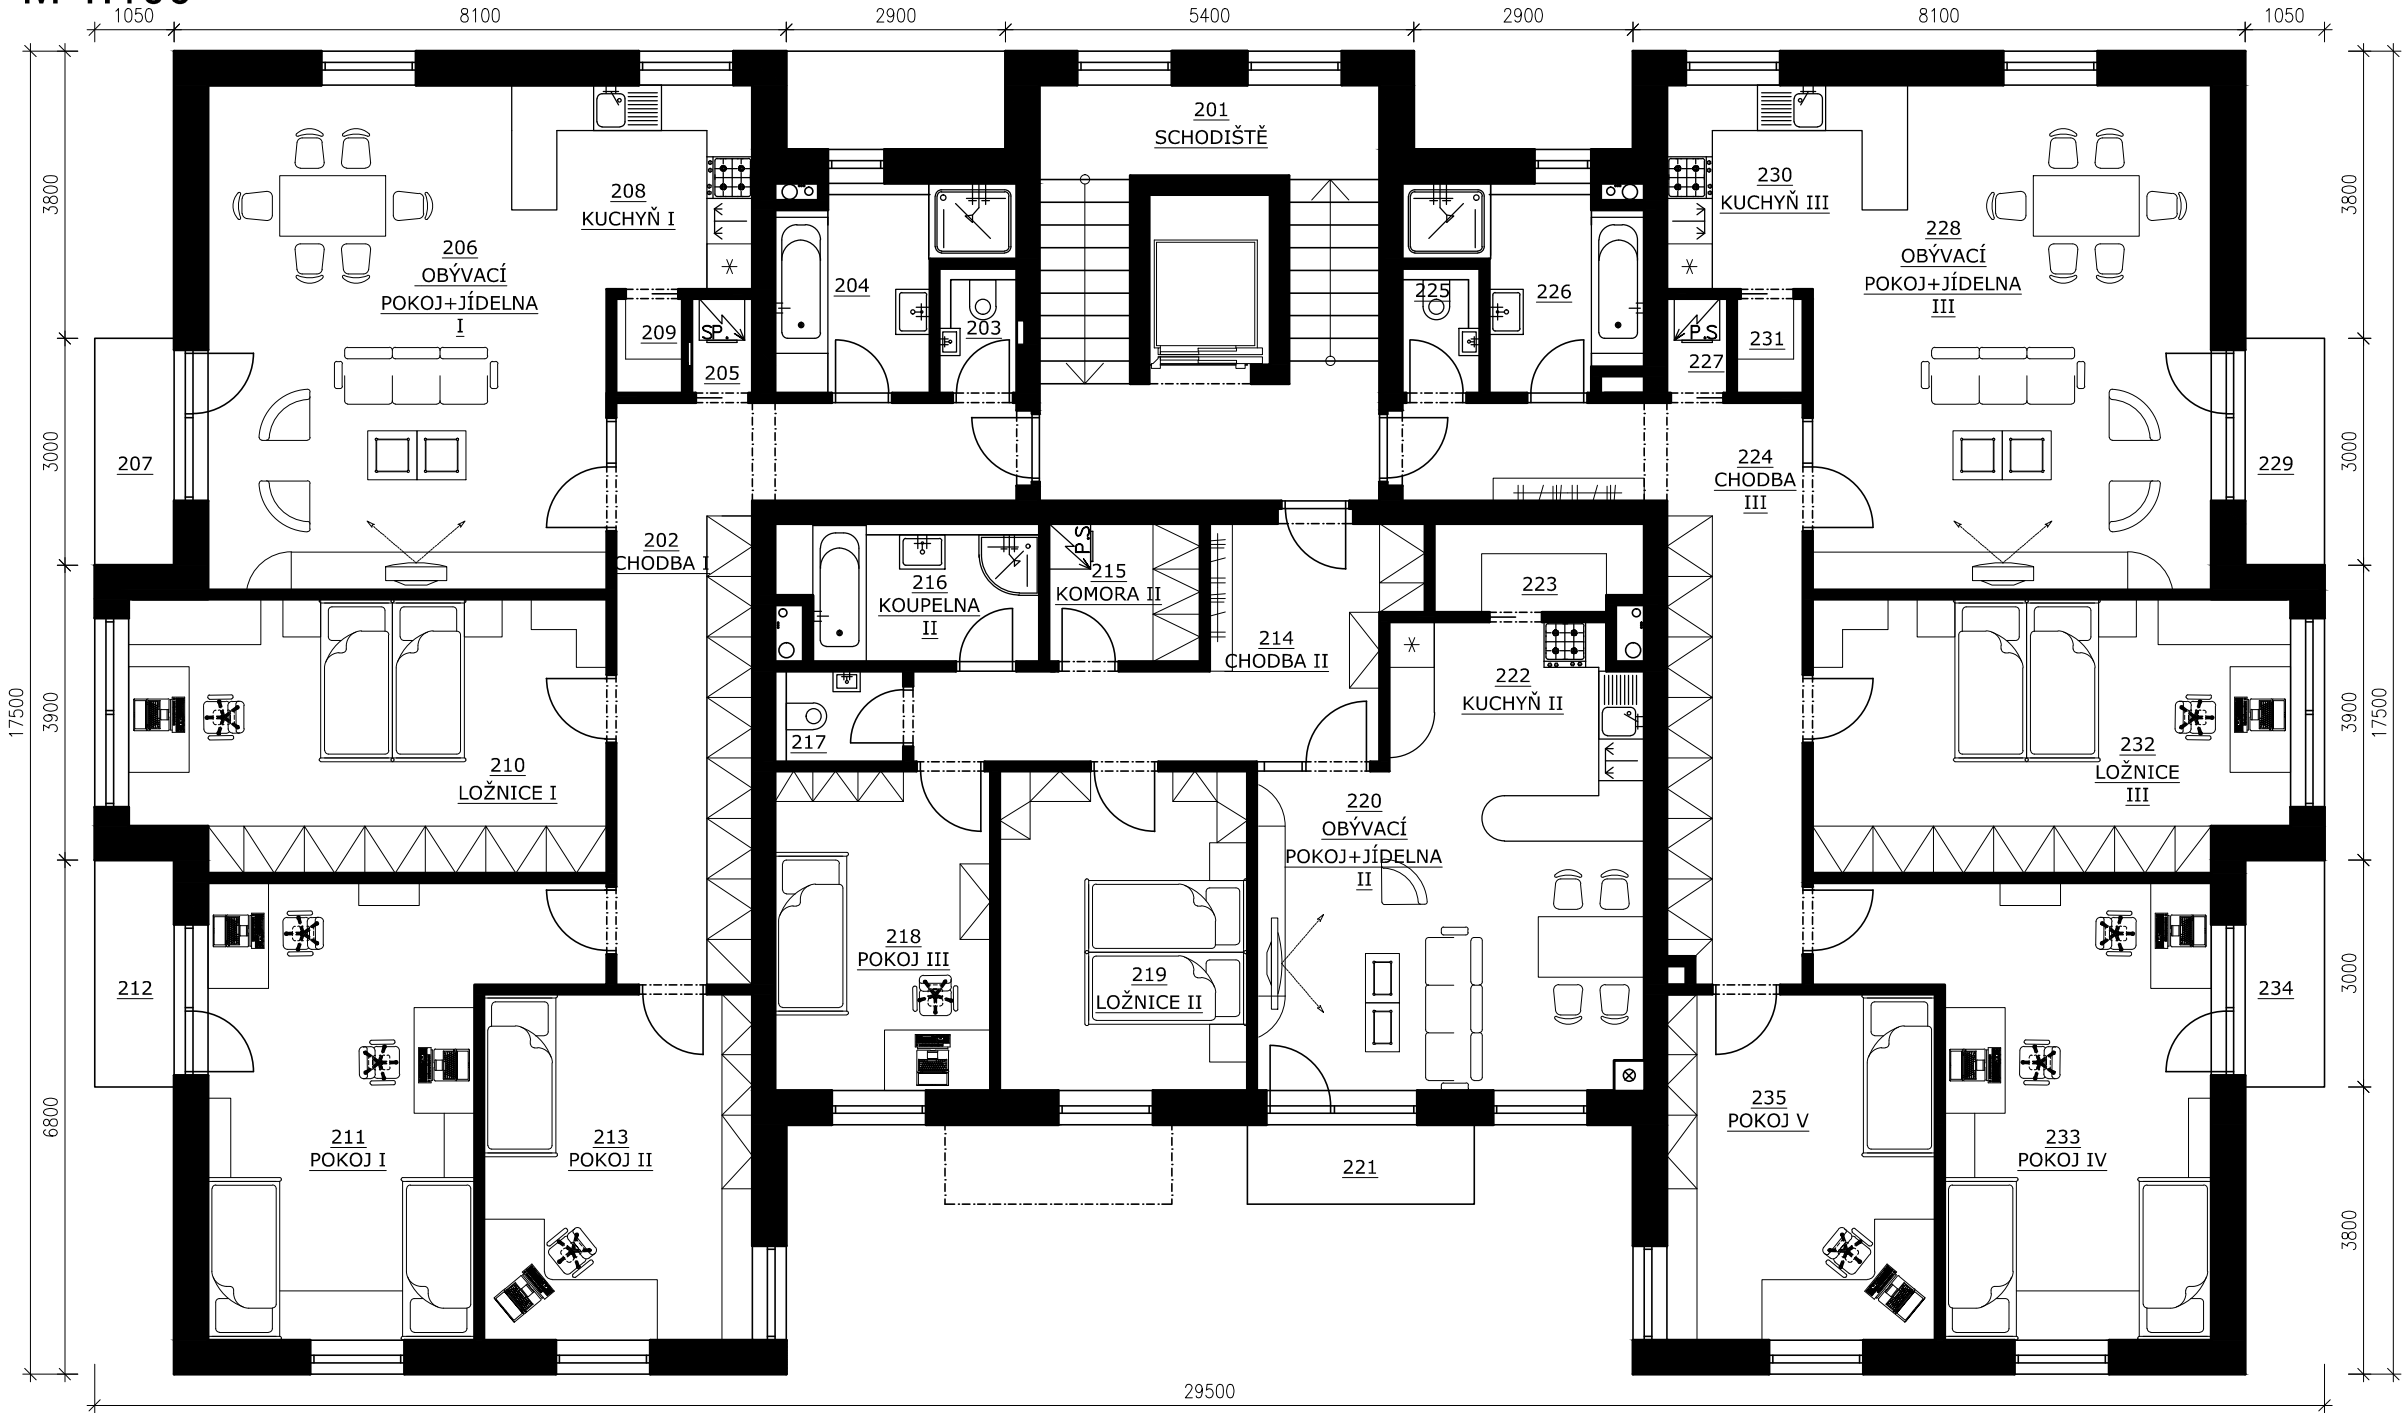 1050 8100 2900 5400 2900 8100 1050
201
SCHODIŠTĚ
208
KUCHYŇ I
230
KUCHYŇ III
3800
3800
206
OBÝVACÍ
POKOJ+JÍDELNA
I
228
OBÝVACÍ
POKOJ+JÍDELNA
III
204
203
225
226
209
SP.
205
P.S
227
231
3000
207
224
CHODBA
III
229
3000
202
CHODBA I
216
KOUPELNA
II
P.S
215
KOMORA II
223
214
CHODBA II
222
KUCHYŇ II
17500
3900
217
3900
17500
210
LOŽNICE I
232
LOŽNICE
III
220
OBÝVACÍ
POKOJ+JÍDELNA
II
218
POKOJ III
219
LOŽNICE II
212
234
3000
6800
211
POKOJ I
213
POKOJ II
221
235
POKOJ V
233
POKOJ IV
3800
29500